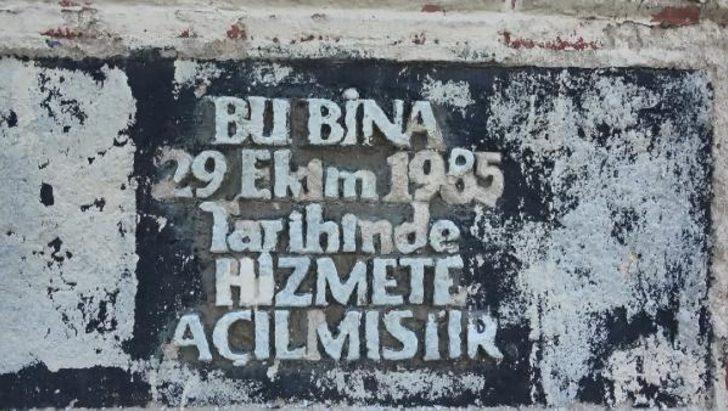 BU BİNA
29 Ekim 1985
Tarihinde
HİZMETE
AÇILMIŞTIR